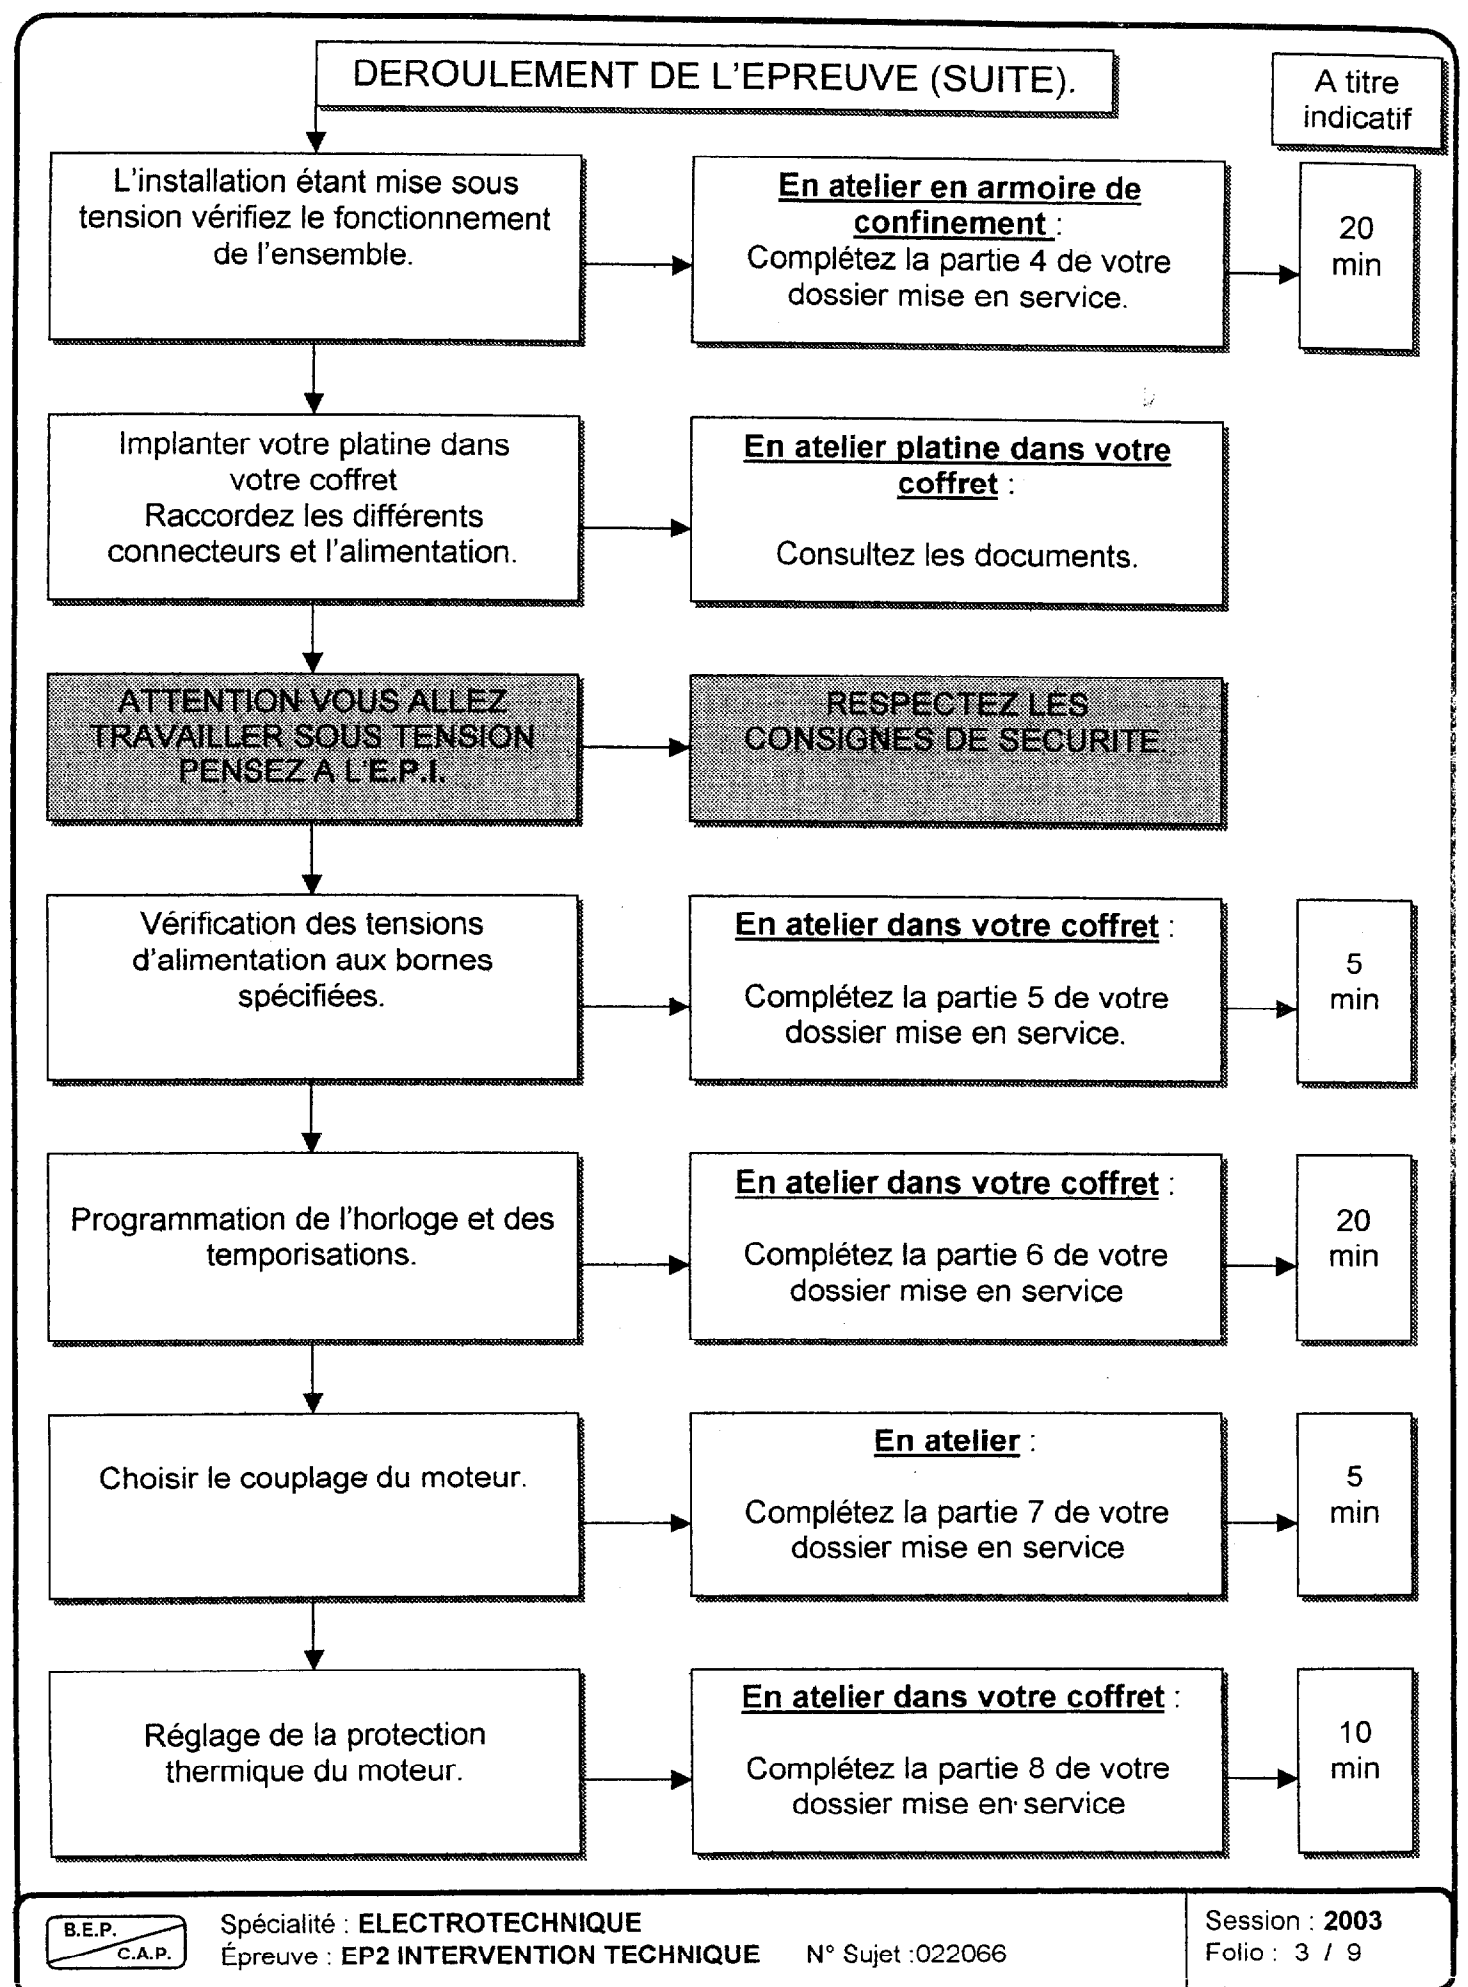 DEROULEMENT DE L'EPREUVE (SUITE).
A titre
indicatif
L'installation étant mise sous
tension vérifiez le fonctionnement
de l'ensemble.
En atelier en armoire de
confinement :
Complétez la partie 4 de votre
dossier mise en service.
20
min
Implanter votre platine dans
votre coffret
Raccordez les différents
connecteurs et l'alimentation.
En atelier platine dans votre
coffret :
Consultez les documents.
ATTENTION VOUS ALLEZ
TRAVAILLER SOUS TENSION
PENSEZ A L'E.P.I.
RESPECTEZ LES
CONSIGNES DE SECURITE.
Vérification des tensions
d'alimentation aux bornes
spécifiées.
En atelier dans votre coffret :
Complétez la partie 5 de votre
dossier mise en service.
5
min
Programmation de l'horloge et des
temporisations.
En atelier dans votre coffret :
Complétez la partie 6 de votre
dossier mise en service
20
min
Choisir le couplage du moteur.
En atelier :
Complétez la partie 7 de votre
dossier mise en service
5
min
Réglage de la protection
thermique du moteur.
En atelier dans votre coffret :
Complétez la partie 8 de votre
dossier mise en service
10
min
B.E.P.
C.A.P.
Spécialité : ELECTROTECHNIQUE
Épreuve : EP2 INTERVENTION TECHNIQUE N° Sujet :022066
Session : 2003
Folio : 3 / 9